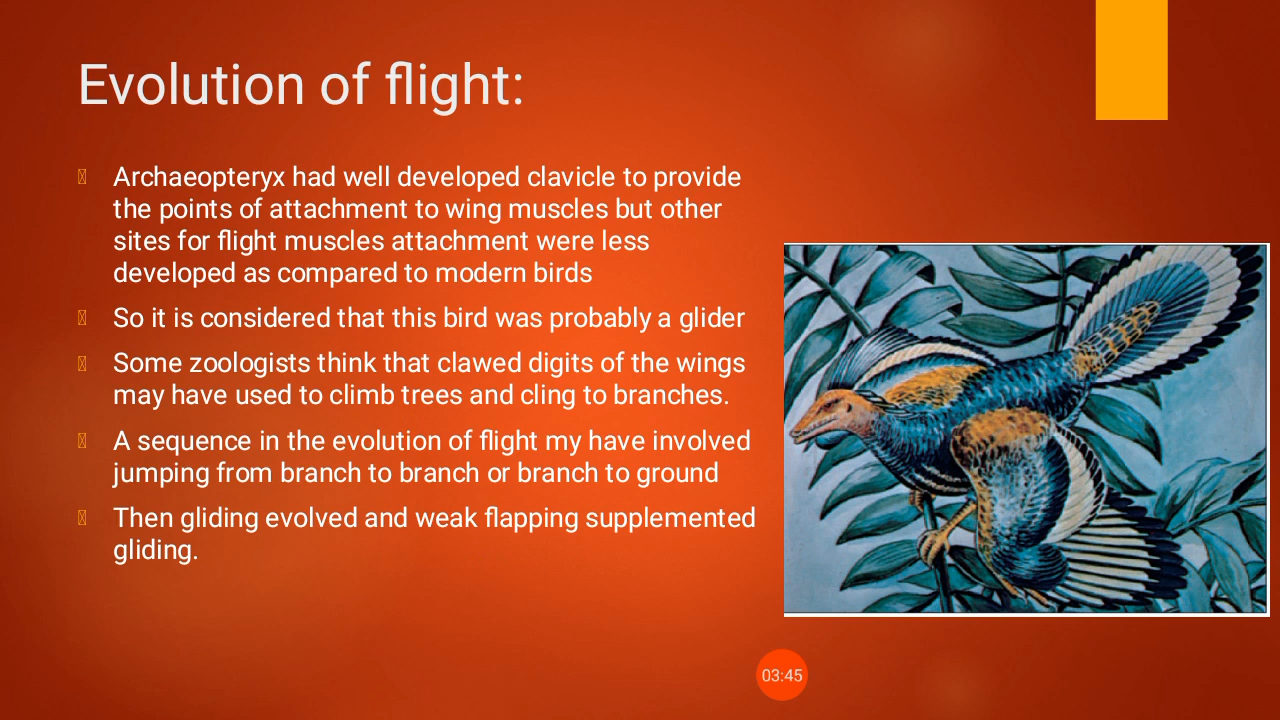 Evolution of flight:
Archaeopteryx had well developed clavicle to provide
the points of attachment to wing muscles but other
sites for flight muscles attachment were less
developed as compared to modern birds
So it is considered that this bird was probably a glider
Some zoologists think that clawed digits of the wings
may have used to climb trees and cling to branches.
A sequence in the evolution of flight my have involved
jumping from branch to branch or branch to ground
Then gliding evolved and weak flapping supplemented
gliding.
03:45